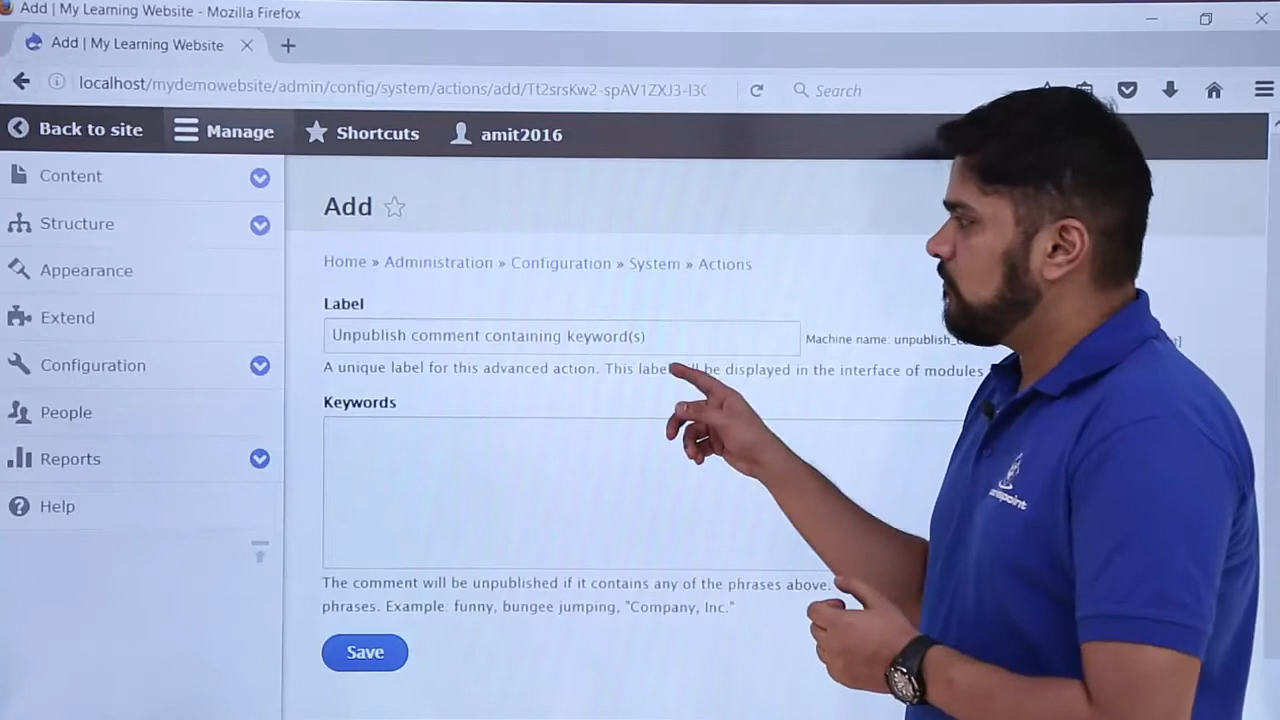 Add | My Learning Website - Mozilla Firefox
Add | My Learning Website
localhost/mydemowebsite/admin/config/system/actions/add/Tt2srsKw2-spAV1ZXJ3-I3C
Search
Back to site Manage Shortcuts amit2016
Content
Structure
Appearance
Extend
Configuration
People
Reports
Help
Add
Home » Administration » Configuration » System » Actions
Label
Unpublish comment containing keyword(s)
Machine name: unpublish_
A unique label for this advanced action. This label will be displayed in the interface of modules
Keywords
The comment will be unpublished if it contains any of the phrases above.
phrases. Example: funny, bungee jumping, "Company, Inc."
Save